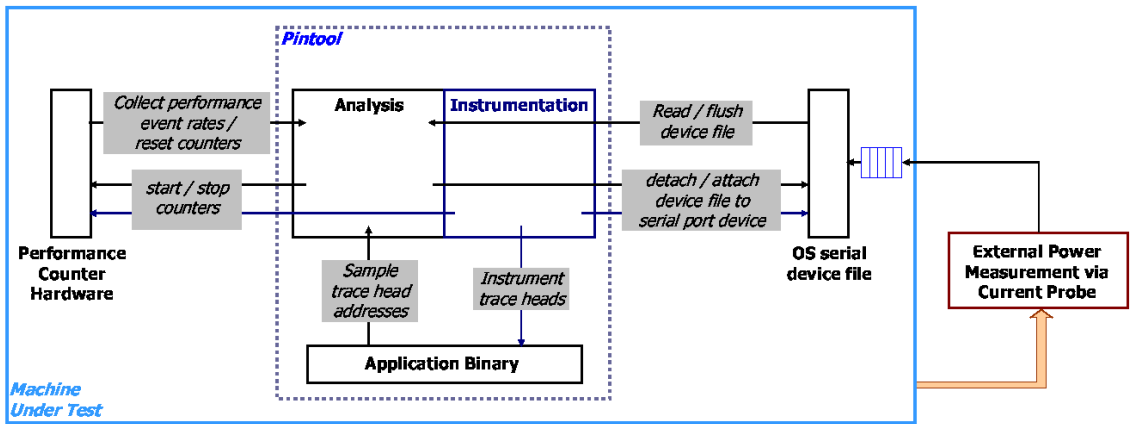 Pintool
Collect performance
event rates /
reset counters
Analysis
Instrumentation
Read / flush
device file
start / stop
counters
detach / attach
device file to
serial port device
Performance
Counter
Hardware
Sample
trace head
addresses
Instrument
trace heads
OS serial
device file
External Power
Measurement via
Current Probe
Application Binary
Machine
Under Test